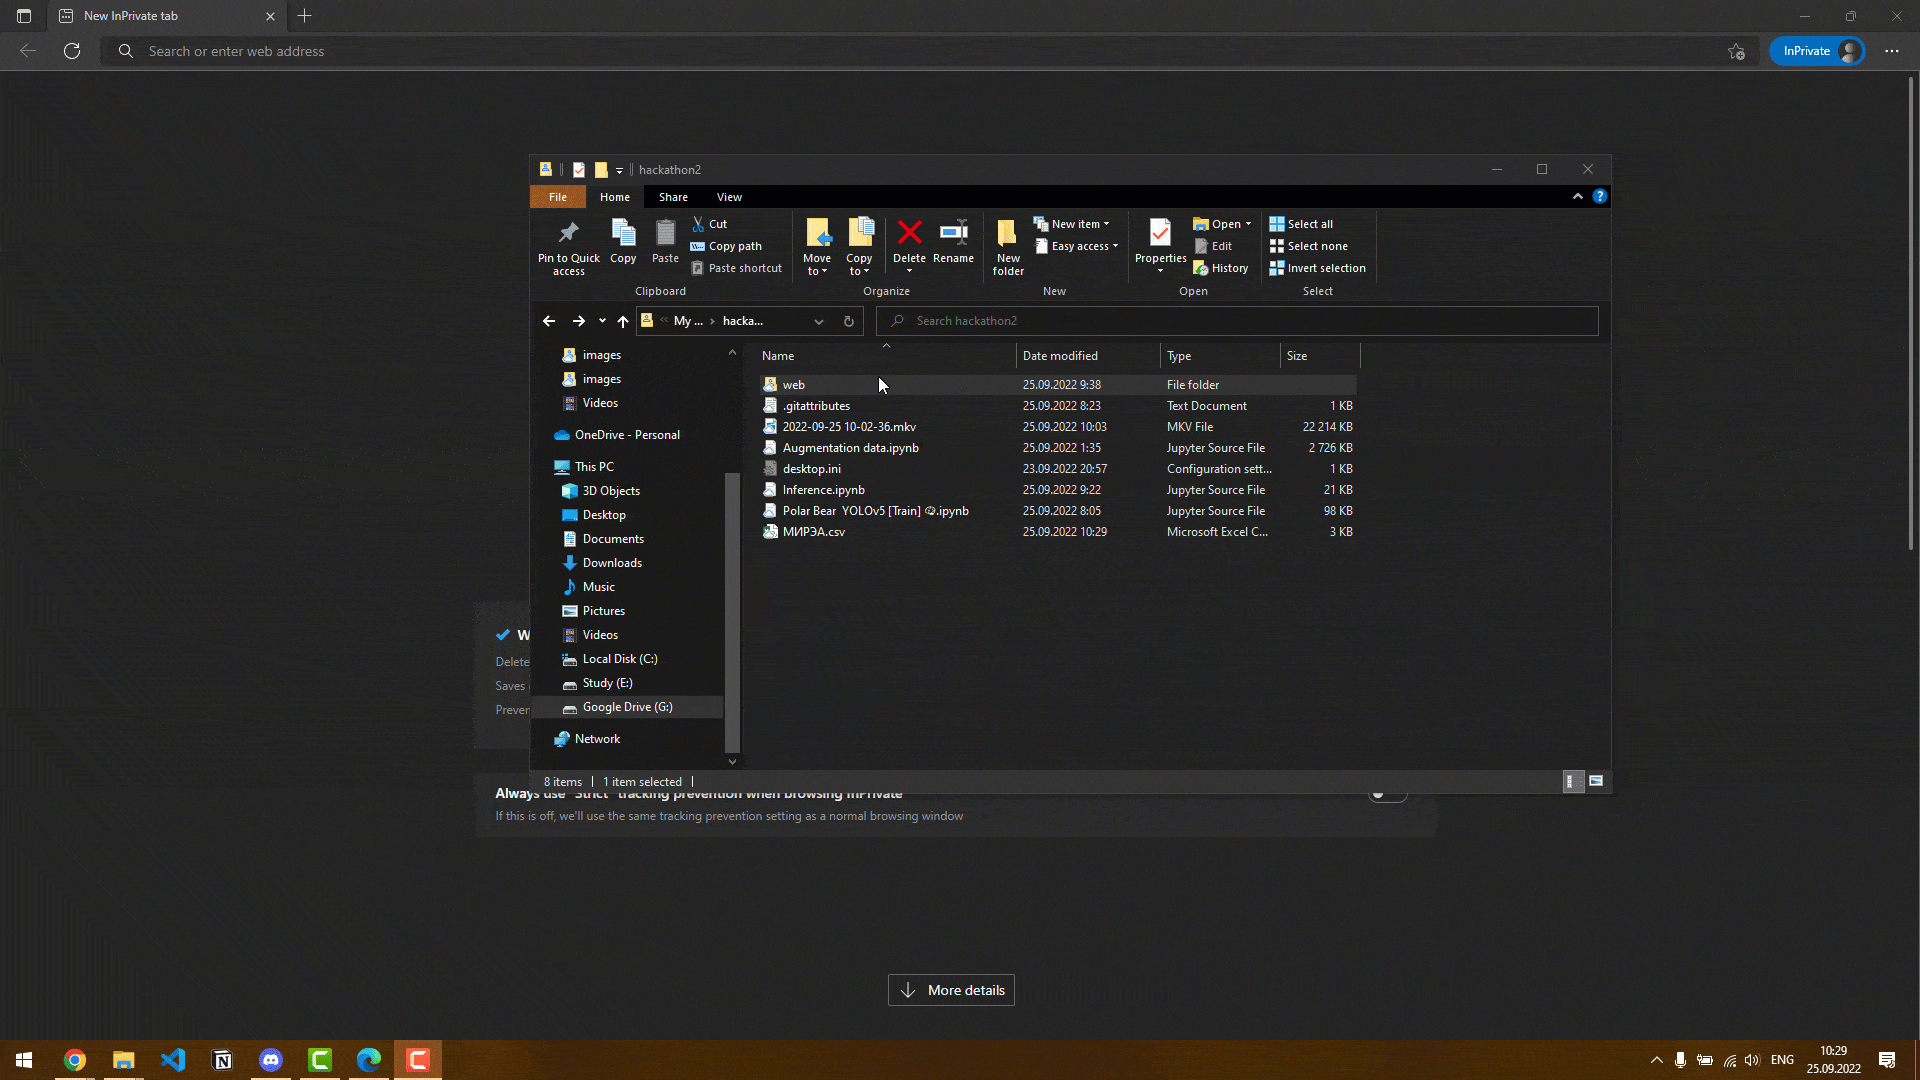 New InPrivate tab
Search or enter web address
InPrivate
hackathon2
File Home Share View
Pin to Quick access
Copy
Paste
Cut
Copy path
Paste shortcut
Clipboard
Move to
Copy to
Delete
Rename
Organize
New folder
New item
Easy access
New
Properties
Open
Edit
History
Open
Select all
Select none
Invert selection
Select
My ... hacka...
Search hackathon2
images
images
Videos
OneDrive - Personal
This PC
3D Objects
Desktop
Documents
Downloads
Music
Pictures
Videos
Local Disk (C:)
Study (E:)
Google Drive (G:)
Network
Name Date modified Type Size
web 25.09.2022 9:38 File folder
.gitattributes 25.09.2022 8:23 Text Document 1 KB
2022-09-25 10-02-36.mkv 25.09.2022 10:03 MKV File 22 214 KB
Augmentation data.ipynb 25.09.2022 1:35 Jupyter Source File 2 726 KB
desktop.ini 23.09.2022 20:57 Configuration sett... 1 KB
Inference.ipynb 25.09.2022 9:22 Jupyter Source File 21 KB
Polar Bear YOLOv5 [Train] .ipynb 25.09.2022 8:05 Jupyter Source File 98 KB
МИРЭА.csv 25.09.2022 10:29 Microsoft Excel C... 3 KB
8 items 1 item selected
W
Delete
Saves
Preven
Always use "Strict" tracking prevention when browsing InPrivate
If this is off, we'll use the same tracking prevention setting as a normal browsing window
More details
ENG
10:29
25.09.2022